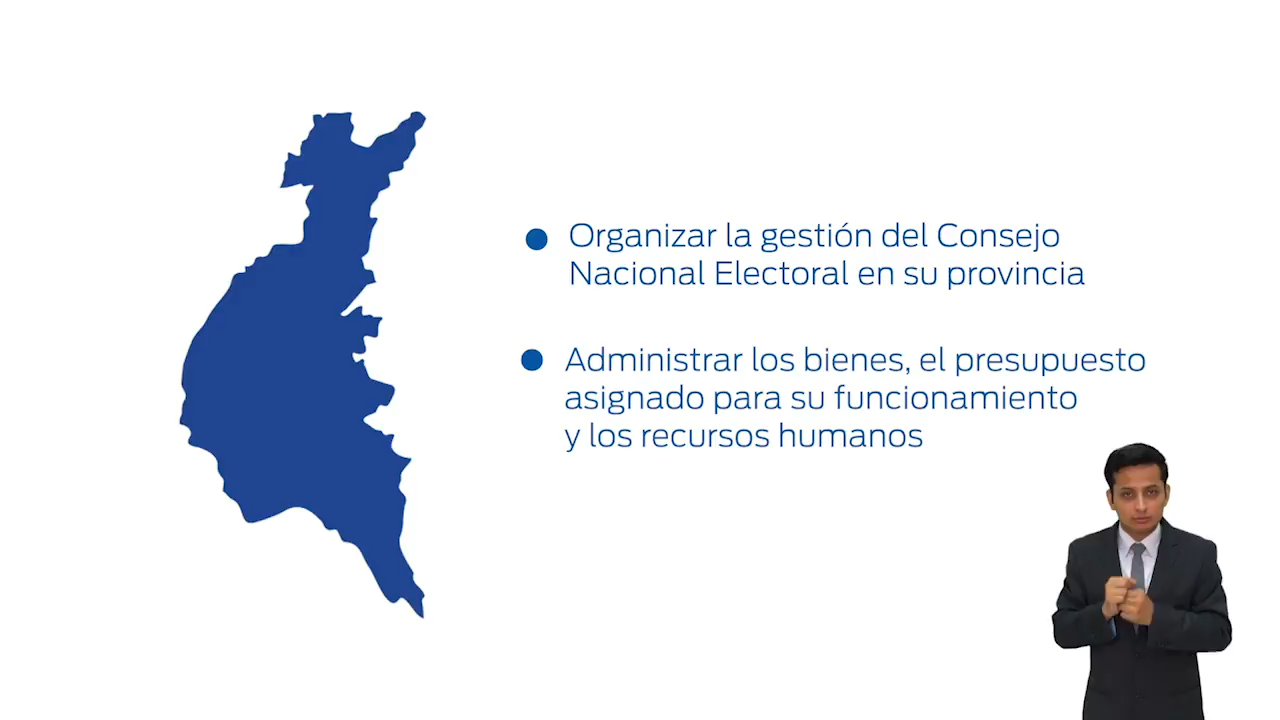 Organizar la gestión del Consejo
Nacional Electoral en su provincia
Administrar los bienes, el presupuesto
asignado para su funcionamiento
y los recursos humanos